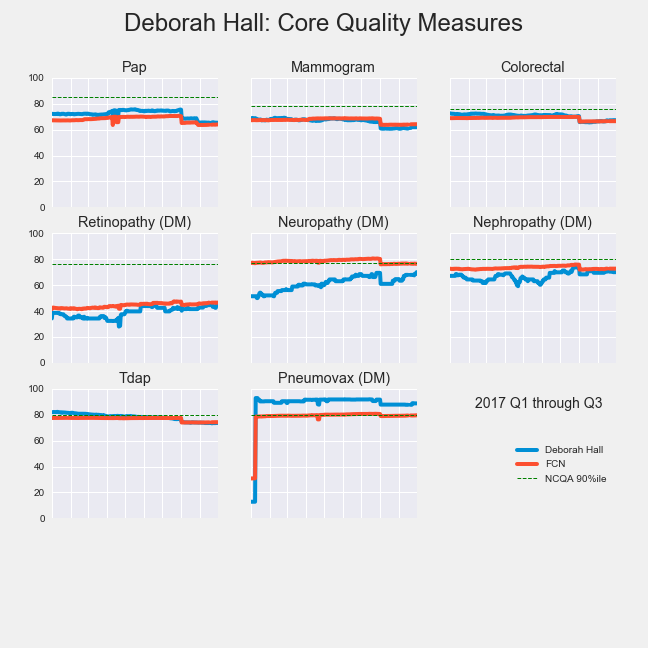 Deborah Hall: Core Quality Measures
Pap
Mammogram
Colorectal
100
80
60
40
20
0
Retinopathy (DM)
Neuropathy (DM)
Nephropathy (DM)
100
80
60
40
20
0
Tdap
Pneumovax (DM)
100
80
60
40
20
0
2017 Q1 through Q3
Deborah Hall
FCN
NCQA 90%ile